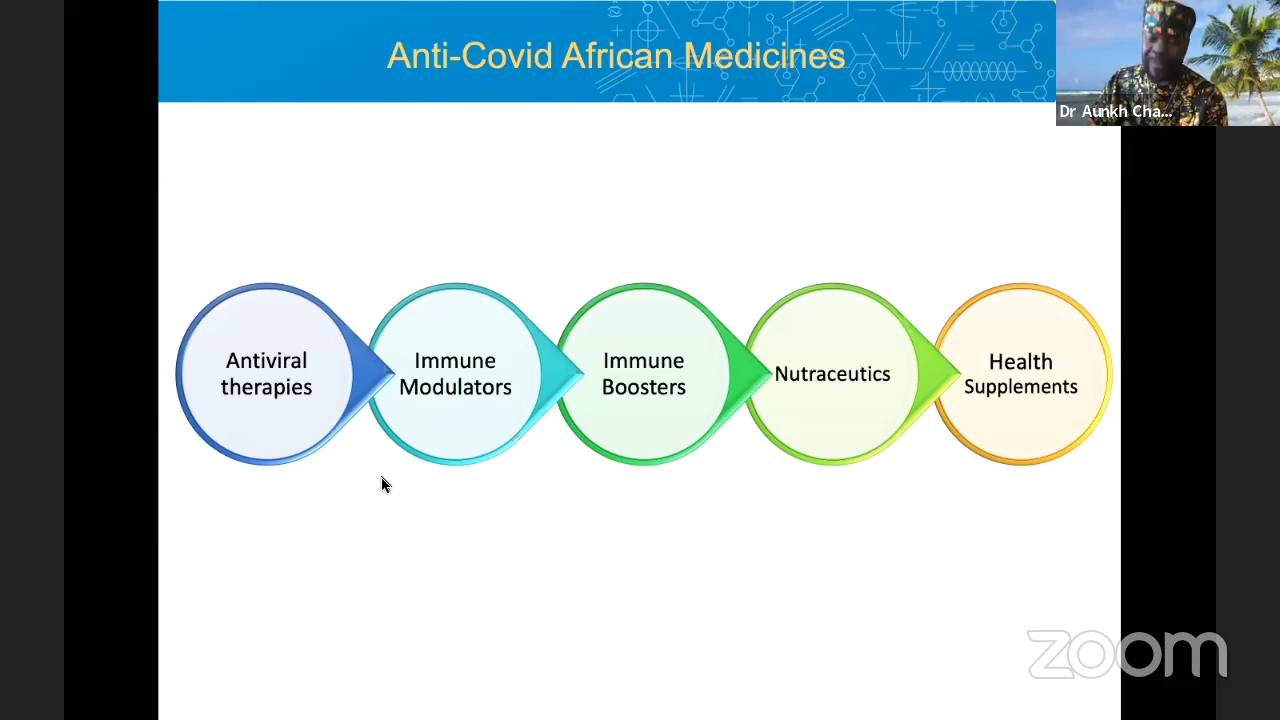 Anti-Covid African Medicines
Dr Aunkh Cha...
Antiviral
therapies
Immune
Modulators
Immune
Boosters
Nutraceutics
Health
Supplements
zoom